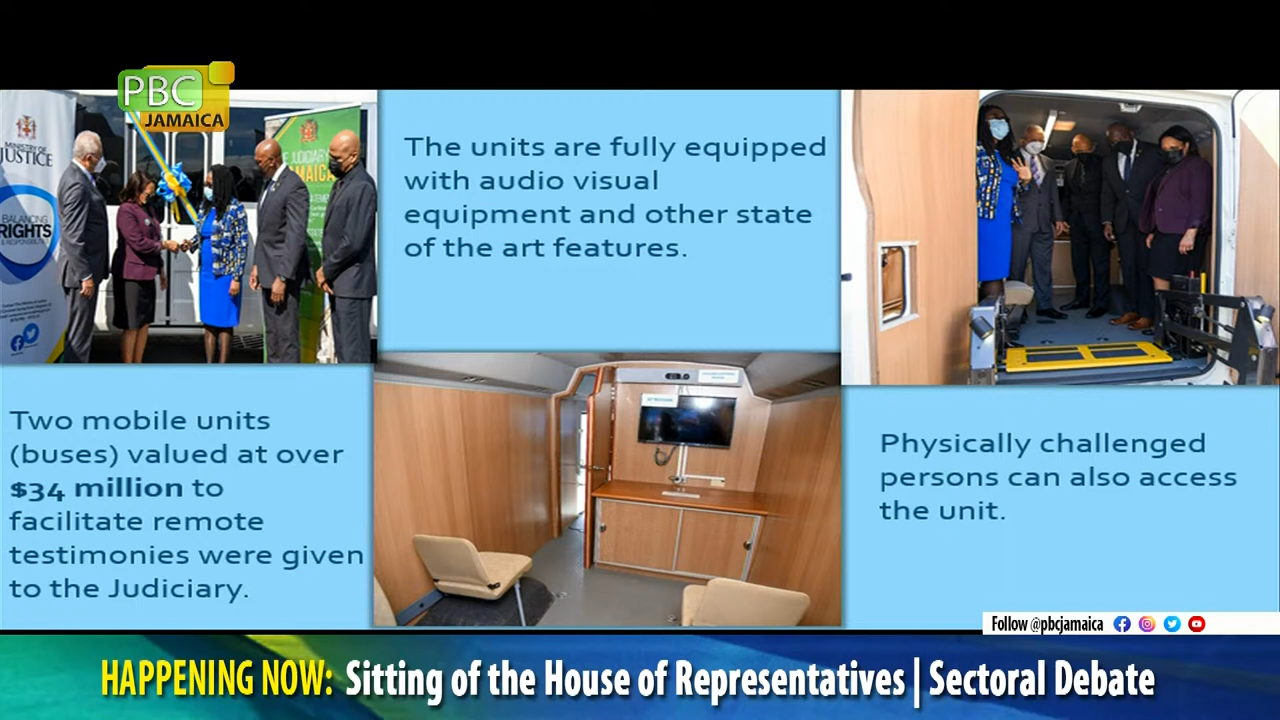 PBC
JAMAICA
MINISTRY OF
JUSTICE
BALANCING
RIGHTS
& RESPONSIBILITIES
JUDICIARY
JAMAICA
The units are fully equipped
with audio visual
equipment and other state
of the art features.
Two mobile units
(buses) valued at over
$34 million to
facilitate remote
testimonies were given
to the Judiciary.
Physically challenged
persons can also access
the unit.
Follow @pbcjamaica
HAPPENING NOW: Sitting of the House of Representatives | Sectoral Debate